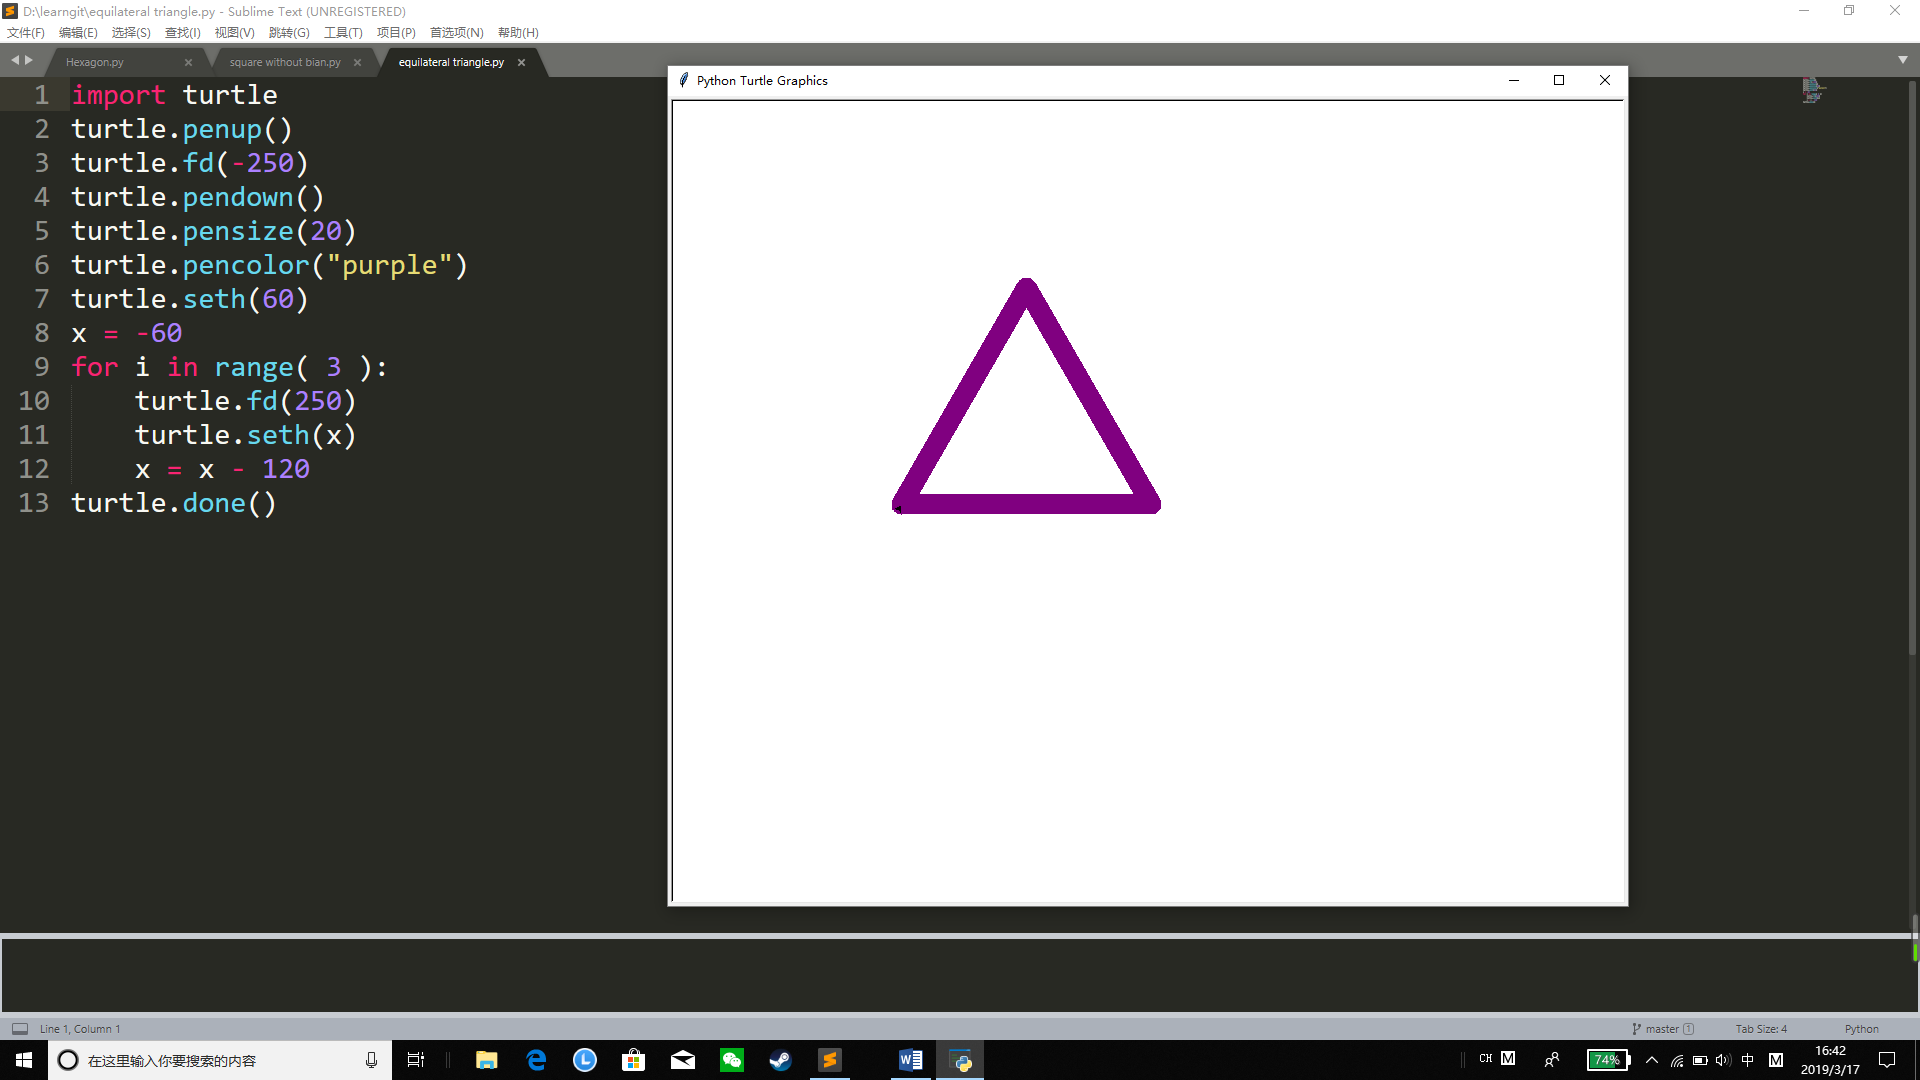 D:\learngit\equilateral triangle.py - Sublime Text (UNREGISTERED)
文件(F) 编辑(E) 选择(S) 查找(I) 视图(V) 跳转(G) 工具(T) 项目(P) 首选项(N) 帮助(H)
Hexagon.py square without bian.py equilateral triangle.py
1 import turtle
2 turtle.penup()
3 turtle.fd(-250)
4 turtle.pendown()
5 turtle.pensize(20)
6 turtle.pencolor("purple")
7 turtle.seth(60)
8 x = -60
9 for i in range( 3 ):
10 turtle.fd(250)
11 turtle.seth(x)
12 x = x - 120
13 turtle.done()
Python Turtle Graphics
Line 1, Column 1 master 1 Tab Size: 4 Python
在这里输入你要搜索的内容
CH M 74% 中 M
16:42
2019/3/17